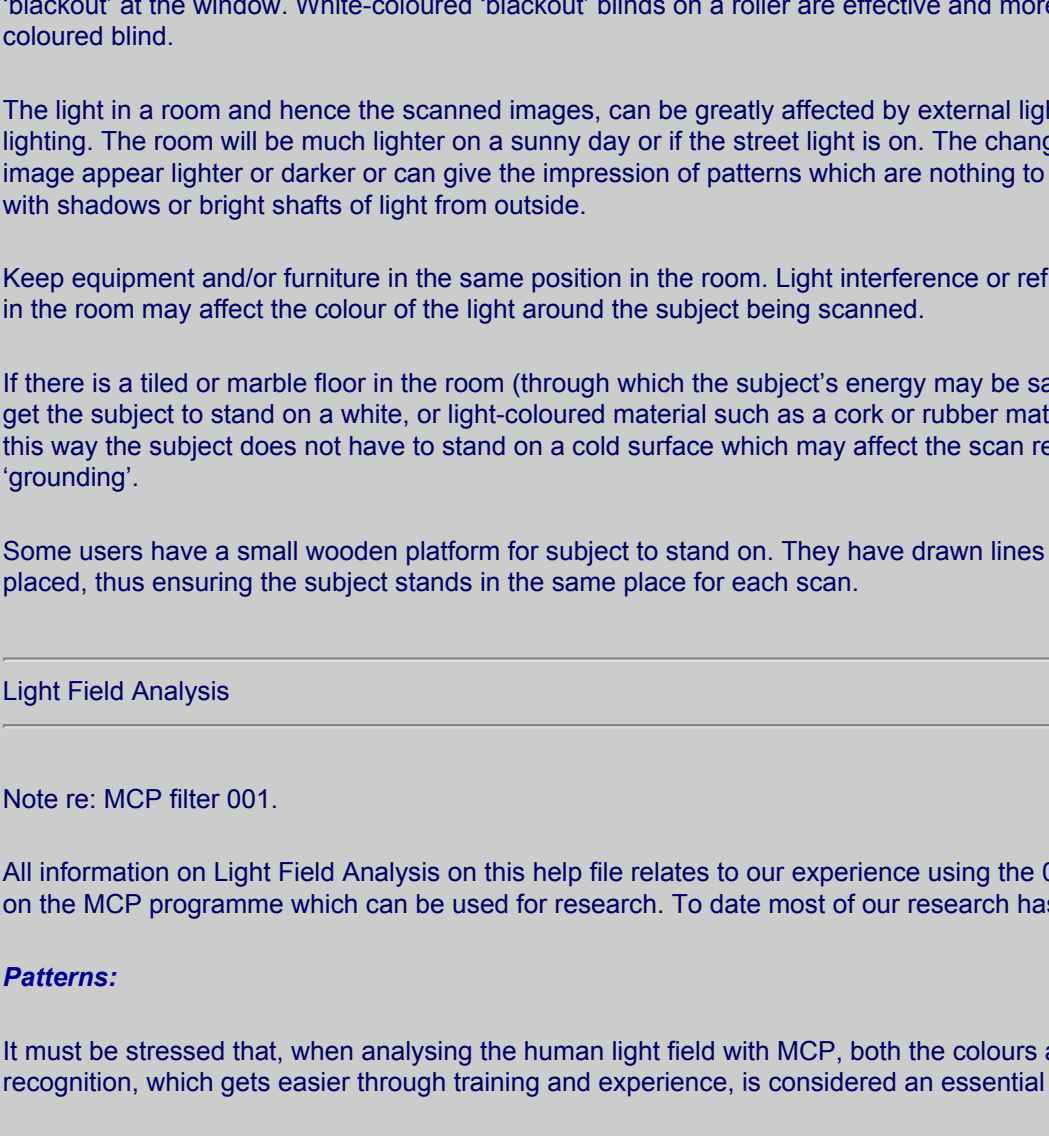 'blackout' at the window. White-coloured 'blackout' blinds on a roller are effective and more
coloured blind.
The light in a room and hence the scanned images, can be greatly affected by external
lighting. The room will be much lighter on a sunny day or if the street light is on. The
image appear lighter or darker or can give the impression of patterns which are nothing to
with shadows or bright shafts of light from outside.
Keep equipment and/or furniture in the same position in the room. Light interference or
in the room may affect the colour of the light around the subject being scanned.
If there is a tiled or marble floor in the room (through which the subject's energy may be
get the subject to stand on a white, or light-coloured material such as a cork or rubber mat
this way the subject does not have to stand on a cold surface which may affect the scan
'grounding'.
Some users have a small wooden platform for subject to stand on. They have drawn lines
placed, thus ensuring the subject stands in the same place for each scan.
Light Field Analysis
Note re: MCP filter 001.
All information on Light Field Analysis on this help file relates to our experience using the
on the MCP programme which can be used for research. To date most of our research has
Patterns:
It must be stressed that, when analysing the human light field with MCP, both the colours
recognition, which gets easier through training and experience, is considered an essential